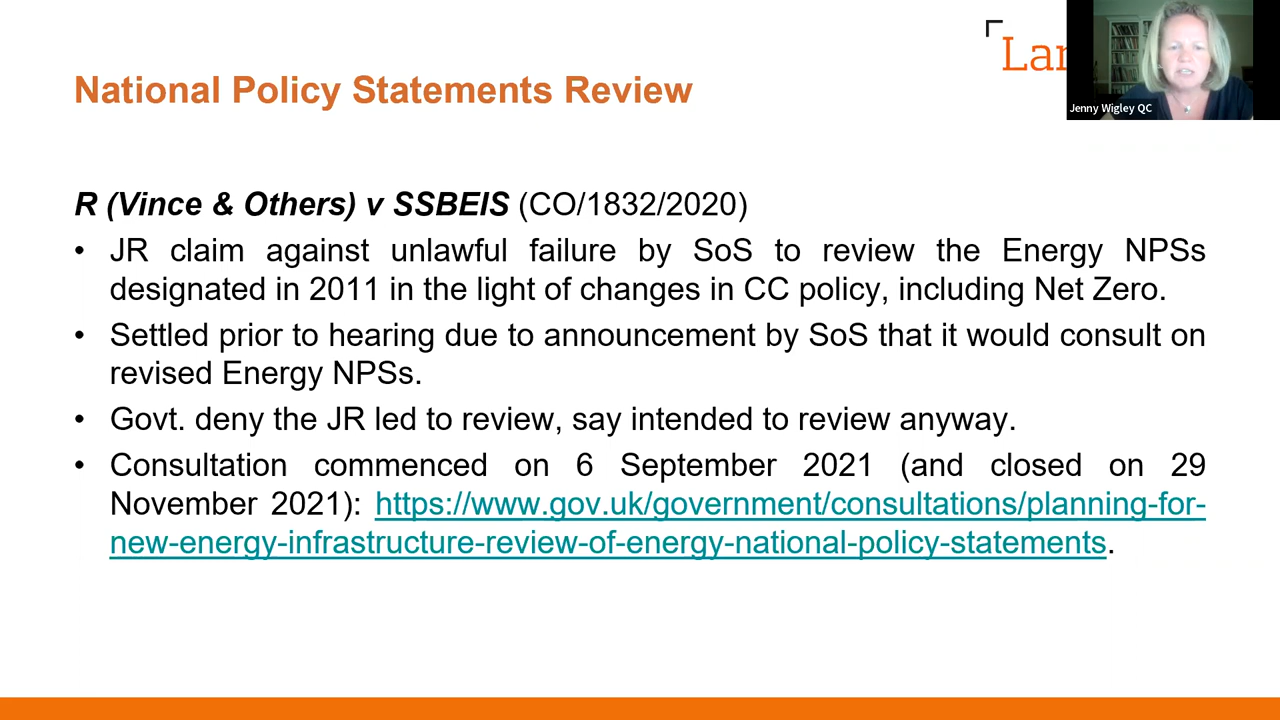 National Policy Statements Review
Jenny Wigley QC
R (Vince & Others) v SSBEIS (CO/1832/2020)
• JR claim against unlawful failure by SoS to review the Energy NPSs
designated in 2011 in the light of changes in CC policy, including Net Zero.
• Settled prior to hearing due to announcement by SoS that it would consult on
revised Energy NPSs.
• Govt. deny the JR led to review, say intended to review anyway.
• Consultation commenced on 6 September 2021 (and closed on 29
November 2021): https://www.gov.uk/government/consultations/planning-for-
new-energy-infrastructure-review-of-energy-national-policy-statements.